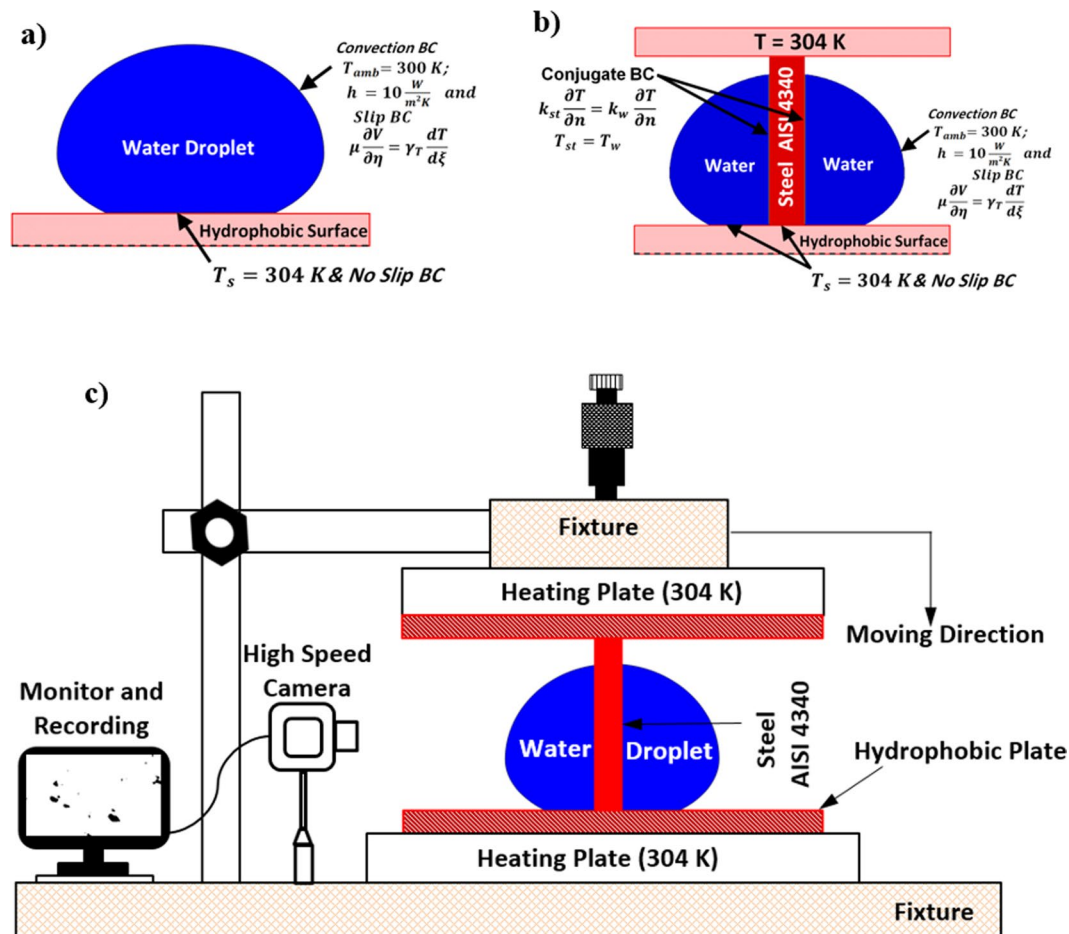 a)
Convection BC
T_amb = 300 K;
h = 10 W/m²K and
Slip BC
μ ∂V/∂η = γ_T dT/dξ
Water Droplet
Hydrophobic Surface
T_s = 304 K & No Slip BC
b)
T = 304 K
Conjugate BC
k_st ∂T/∂n = k_w ∂T/∂n
T_st = T_w
Steel AISI 4340
Water
Water
Convection BC
T_amb = 300 K;
h = 10 W/m²K and
Slip BC
μ ∂V/∂η = γ_T dT/dξ
Hydrophobic Surface
T_s = 304 K & No Slip BC
c)
Fixture
Heating Plate (304 K)
Moving Direction
High Speed
Camera
Monitor and
Recording
Water Droplet
Steel
AISI 4340
Hydrophobic Plate
Heating Plate (304 K)
Fixture